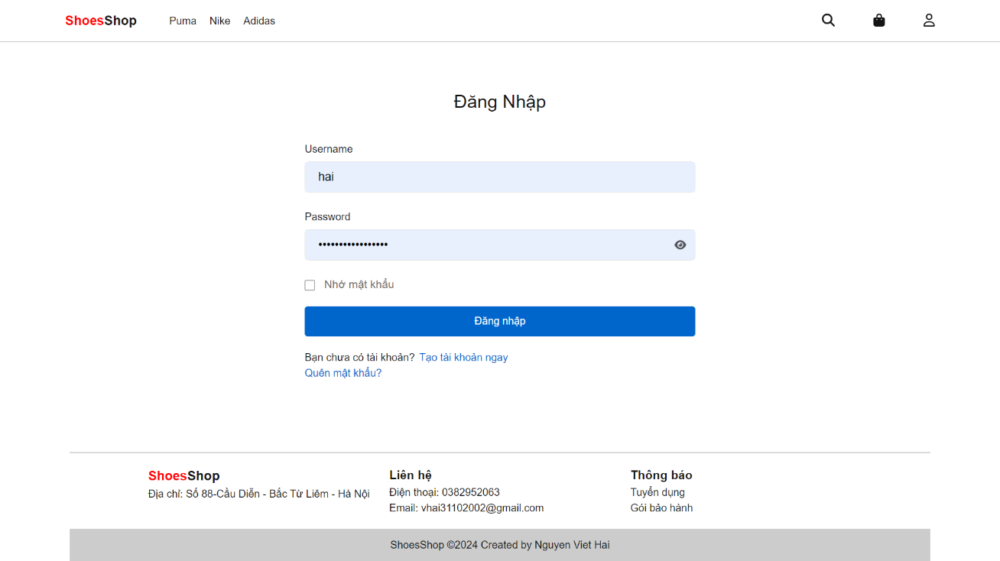 ShoesShop Puma Nike Adidas
Đăng Nhập
Username
hai
Password
•••••••••••••••••
Nhớ mật khẩu
Đăng nhập
Bạn chưa có tài khoản? Tạo tài khoản ngay
Quên mật khẩu?
ShoesShop
Địa chỉ: Số 88-Cầu Diễn - Bắc Từ Liêm - Hà Nội
Liên hệ
Điện thoại: 0382952063
Email: vhai31102002@gmail.com
Thông báo
Tuyển dụng
Gói bảo hành
ShoesShop ©2024 Created by Nguyen Viet Hai